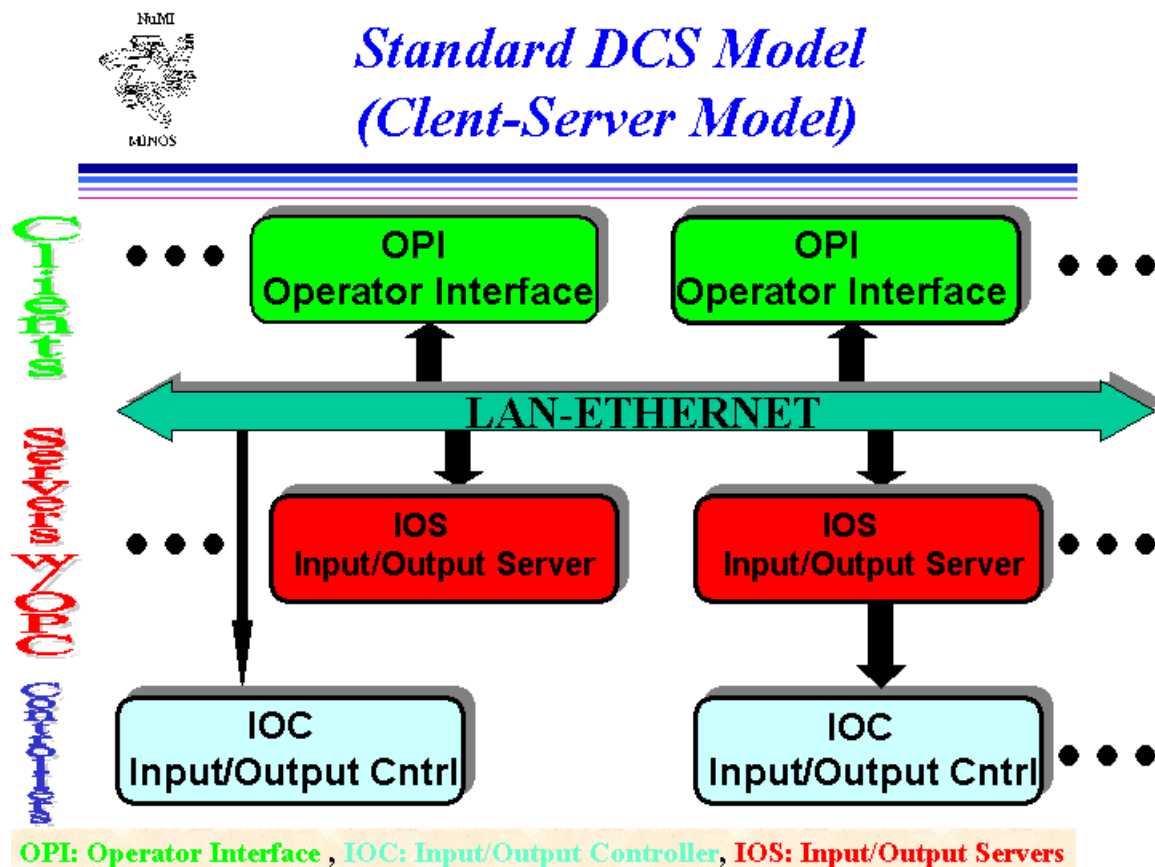 NuMI
MINOS
Standard DCS Model
(Clent-Server Model)
Clients
OPI
Operator Interface
OPI
Operator Interface
LAN-ETHERNET
Servers W/OPC
IOS
Input/Output Server
IOS
Input/Output Server
IOC
Input/Output Cntrl
IOC
Input/Output Cntrl
OPI: Operator Interface , IOC: Input/Output Controller, IOS: Input/Output Servers